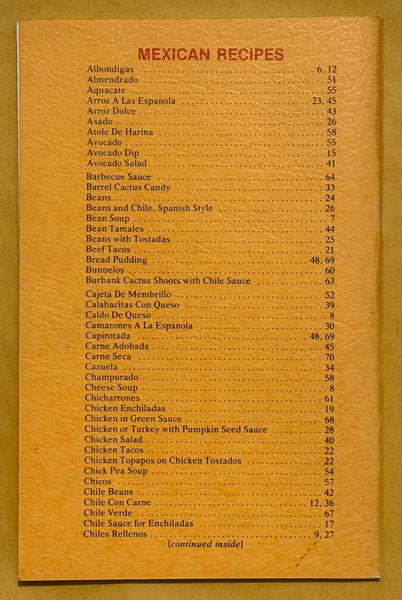 MEXICAN RECIPES
Albondigas 6, 12
Almendrado 51
Aquacate 55
Arroz A Las Espanola 23, 45
Arroz Dulce 43
Asado 26
Atole De Harina 58
Avocado 55
Avocado Dip 15
Avocado Salad 41
Barbecue Sauce 64
Barrel Cactus Candy 33
Beans 24
Beans and Chile, Spanish Style 26
Bean Soup 7
Bean Tamales 44
Beans with Tostadas 25
Beef Tacos 21
Bread Pudding 48, 69
Bunuelos 60
Burbank Cactus Shoots with Chile Sauce 63
Cajeta De Membrillo 52
Calabacitas Con Queso 39
Caldo De Queso 8
Camarones A La Espanola 30
Capirotada 48, 69
Carne Adobada 45
Carne Seca 70
Cazuela 34
Champurado 58
Cheese Soup 8
Chicharrones 61
Chicken Enchiladas 19
Chicken in Green Sauce 68
Chicken or Turkey with Pumpkin Seed Sauce 28
Chicken Salad 40
Chicken Tacos 22
Chicken Topapos on Chicken Tostados 22
Chick Pea Soup 54
Chicos 57
Chile Beans 42
Chile Con Carne 12, 36
Chile Verde 67
Chile Sauce for Enchiladas 17
Chiles Rellenos 9, 27
[continued inside]